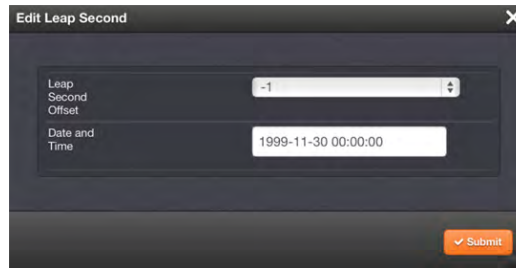 Edit Leap Second
Leap
Second
Offset
-1
Date and
Time
1999-11-30 00:00:00
Submit